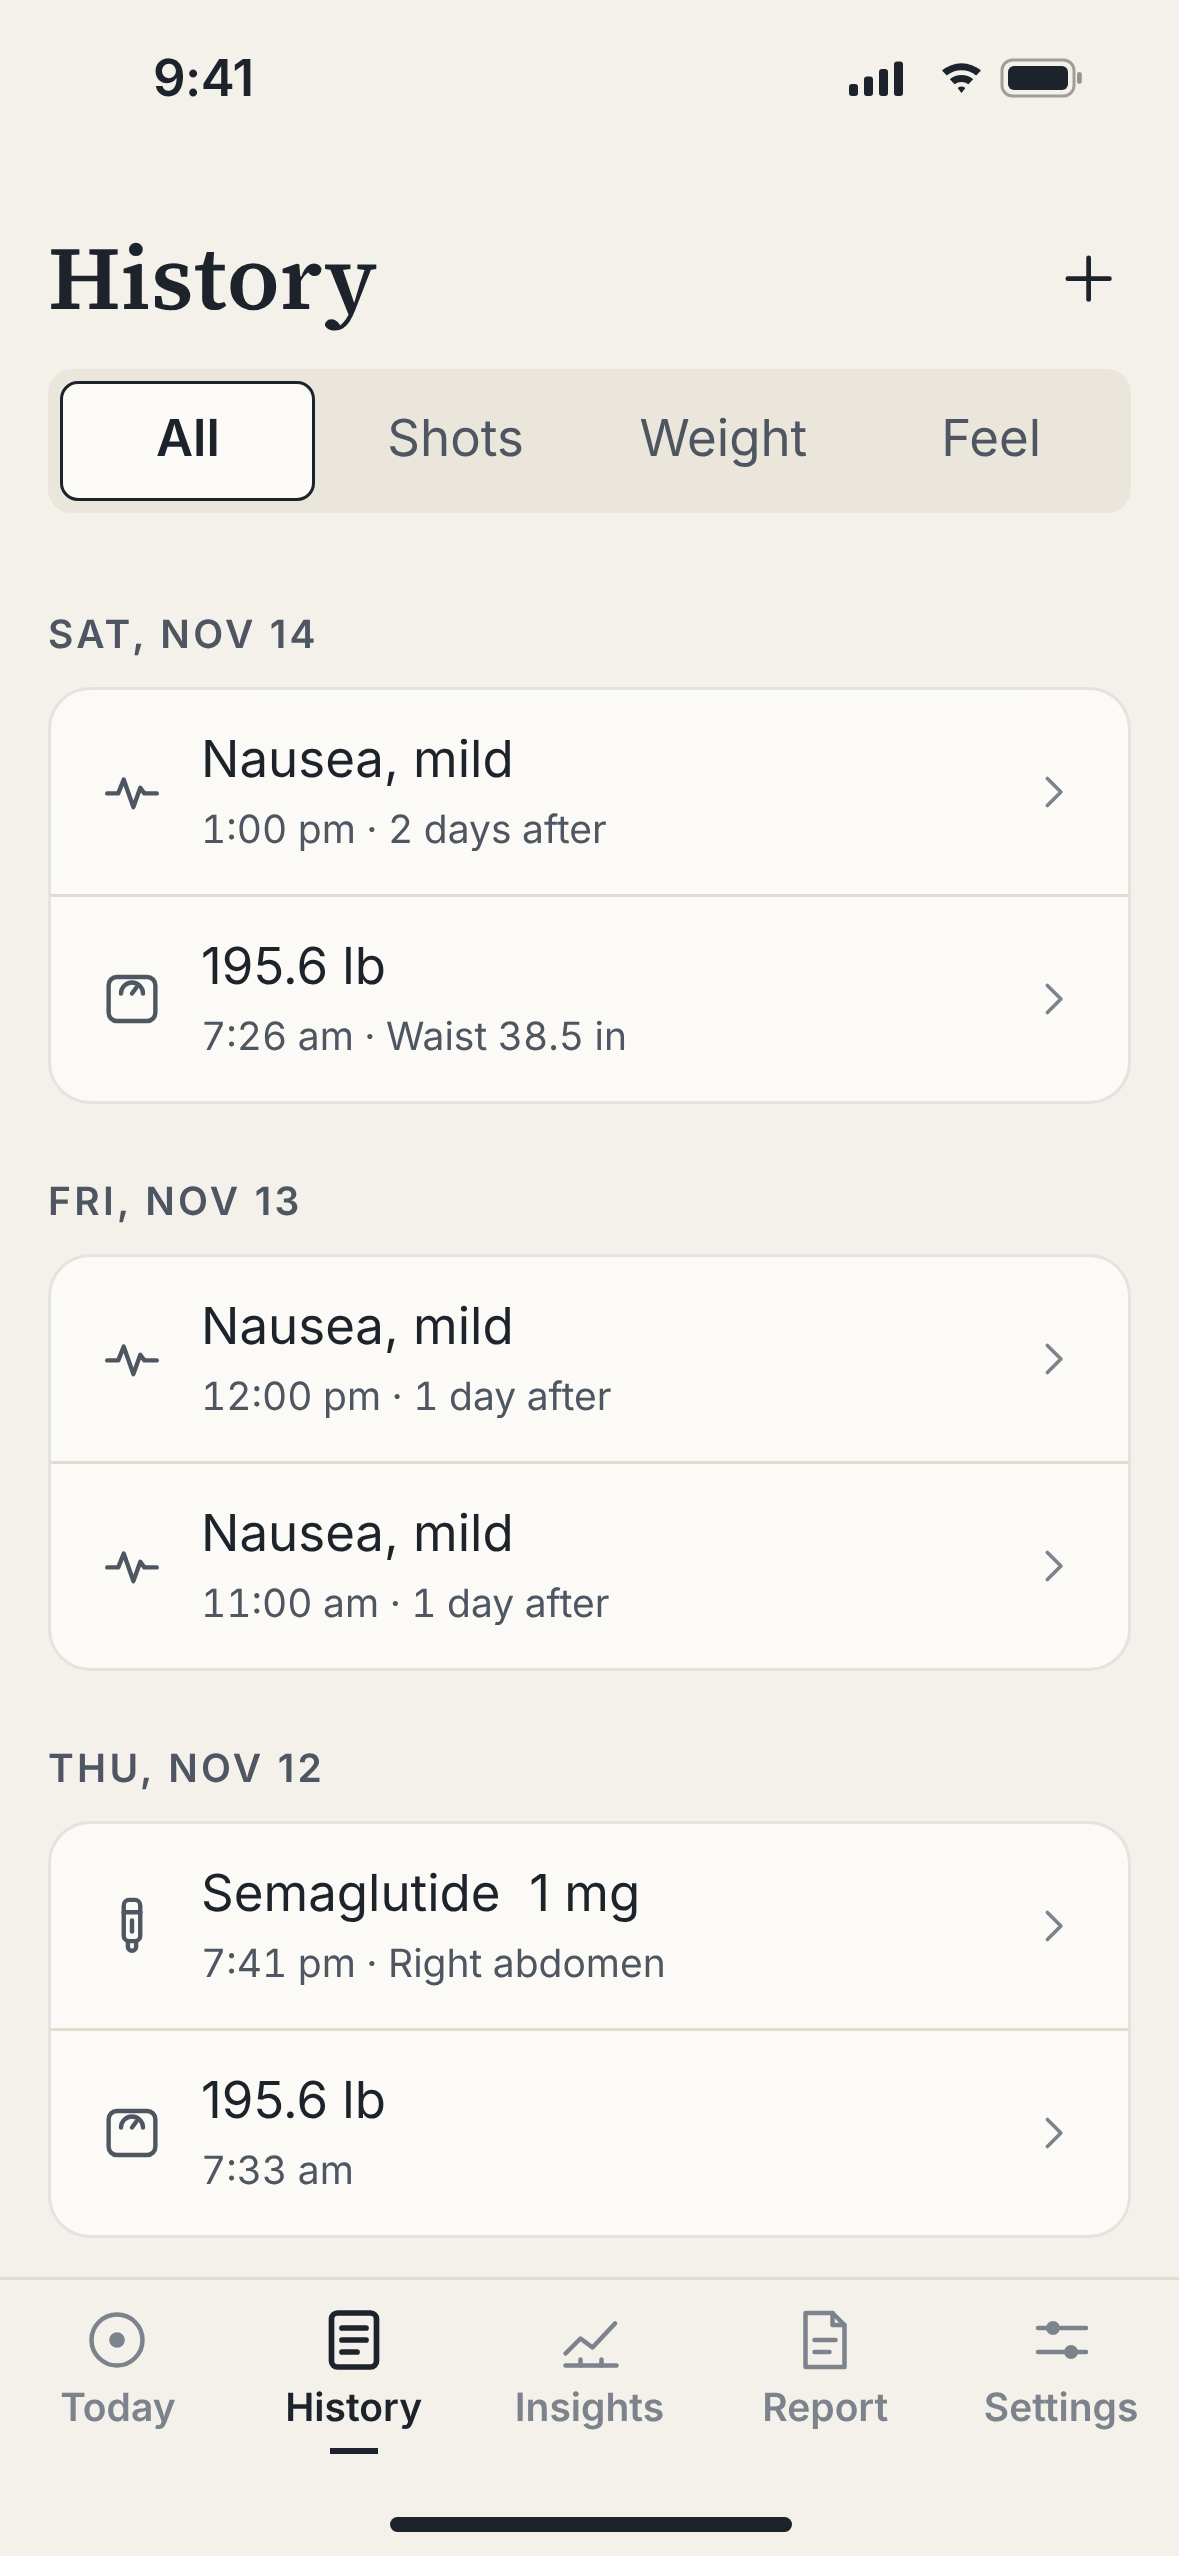 9:41
History
All Shots Weight Feel
SAT, NOV 14
Nausea, mild
1:00 pm · 2 days after
195.6 lb
7:26 am · Waist 38.5 in
FRI, NOV 13
Nausea, mild
12:00 pm · 1 day after
Nausea, mild
11:00 am · 1 day after
THU, NOV 12
Semaglutide 1 mg
7:41 pm · Right abdomen
195.6 lb
7:33 am
Today History Insights Report Settings